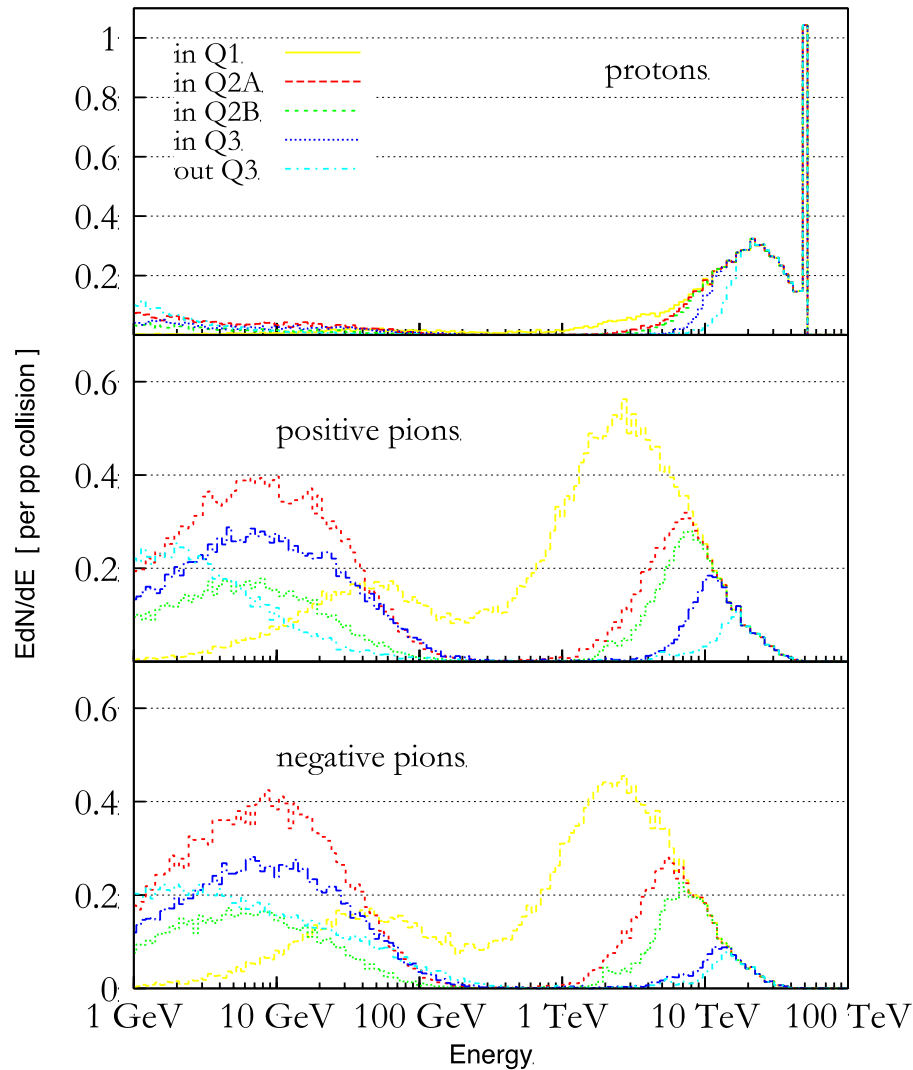 1
0.8
0.6
0.4
0.2
in Q1
in Q2A
in Q2B
in Q3
out Q3
protons
EdN/dE [ per pp collision ]
0.6
0.4
0.2
positive pions
0.6
0.4
0.2
0
negative pions
1 GeV 10 GeV 100 GeV 1 TeV 10 TeV 100 TeV
Energy